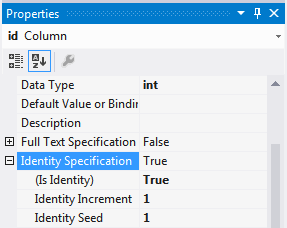 Properties
id Column
Data Type int
Default Value or Bindin
Description
Full Text Specification False
Identity Specification True
(Is Identity) True
Identity Increment 1
Identity Seed 1